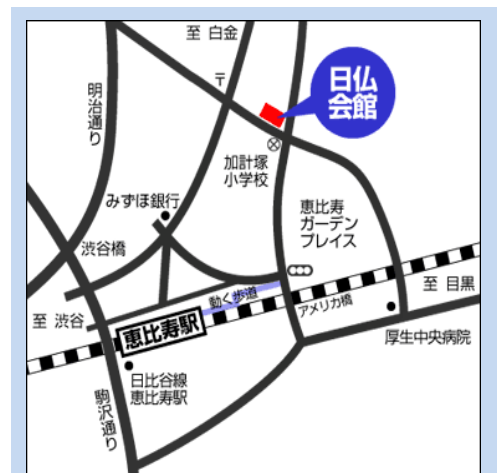 至 白金
〒
日仏
会館
明治通り
加計塚
小学校
みずほ銀行
恵比寿
ガーデン
プレイス
渋谷橋
動く歩道
至 目黒
アメリカ橋
至 渋谷
恵比寿駅
厚生中央病院
日比谷線
恵比寿駅
駒沢通り